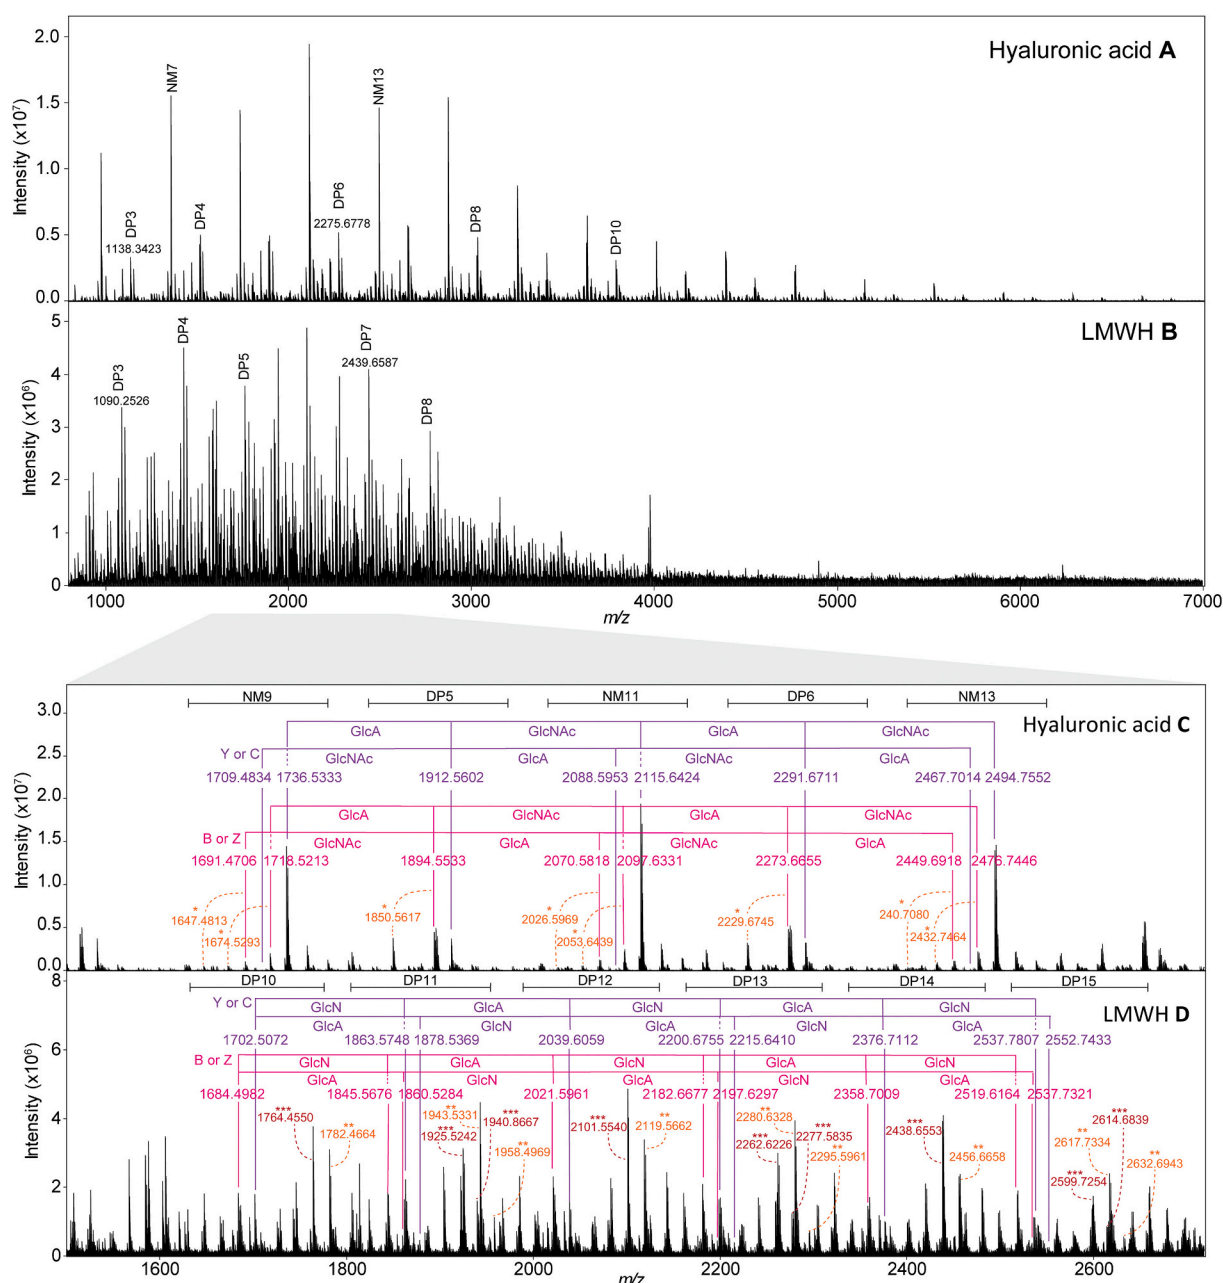 Hyaluronic acid A
Intensity (x10⁷)
2.0
1.5
1.0
0.5
0.0
DP3
1138.3423
NM7
DP4
DP6
2275.6778
NM13
DP8
DP10
LMWH B
Intensity (x10⁶)
5
4
3
2
1
0
DP3
1090.2526
DP4
DP5
DP7
2439.6587
DP8
1000 2000 3000 4000 5000 6000 7000
m/z
NM9 DP5 NM11 DP6 NM13
Hyaluronic acid C
Intensity (x10⁷)
3.0
2.5
2.0
1.5
1.0
0.5
0.0
GlcA GlcNAc GlcA GlcNAc
Y or C GlcNAc GlcA GlcNAc GlcA
1709.4834 1736.5333 1912.5602 2088.5953 2115.6424 2291.6711 2467.7014 2494.7552
GlcA GlcNAc GlcA GlcNAc
B or Z GlcNAc GlcA GlcNAc GlcA
1691.4706 1718.5213 1894.5533 2070.5818 2097.6331 2273.6655 2449.6918 2476.7446
* * * * *
1647.4813 1850.5617 2026.5969 2229.6745 240.7080
* * *
1674.5293 2053.6439 2432.7464
DP10 DP11 DP12 DP13 DP14 DP15
LMWH D
Intensity (x10⁶)
8
6
4
2
0
Y or C GlcN GlcA GlcN GlcA GlcN
GlcA GlcN GlcA GlcN GlcA
1702.5072 1863.5748 1878.5369 2039.6059 2200.6755 2215.6410 2376.7112 2537.7807 2552.7433
B or Z GlcN GlcA GlcN GlcA GlcN
GlcA GlcN GlcA GlcN GlcA
1684.4982 1845.5676 1860.5284 2021.5961 2182.6677 2197.6297 2358.7009 2519.6164 2537.7321
***
1764.4550
**
1782.4664
**
1943.5331
***
1925.5242
***
1940.8667
**
1958.4969
***
2101.5540
**
2119.5662
**
2280.6328
***
2262.6226
***
2277.5835
**
2295.5961
***
2438.6553
**
2456.6658
**
2617.7334
***
2599.7254
***
2614.6839
**
2632.6943
1600 1800 2000 2200 2400 2600
m/z